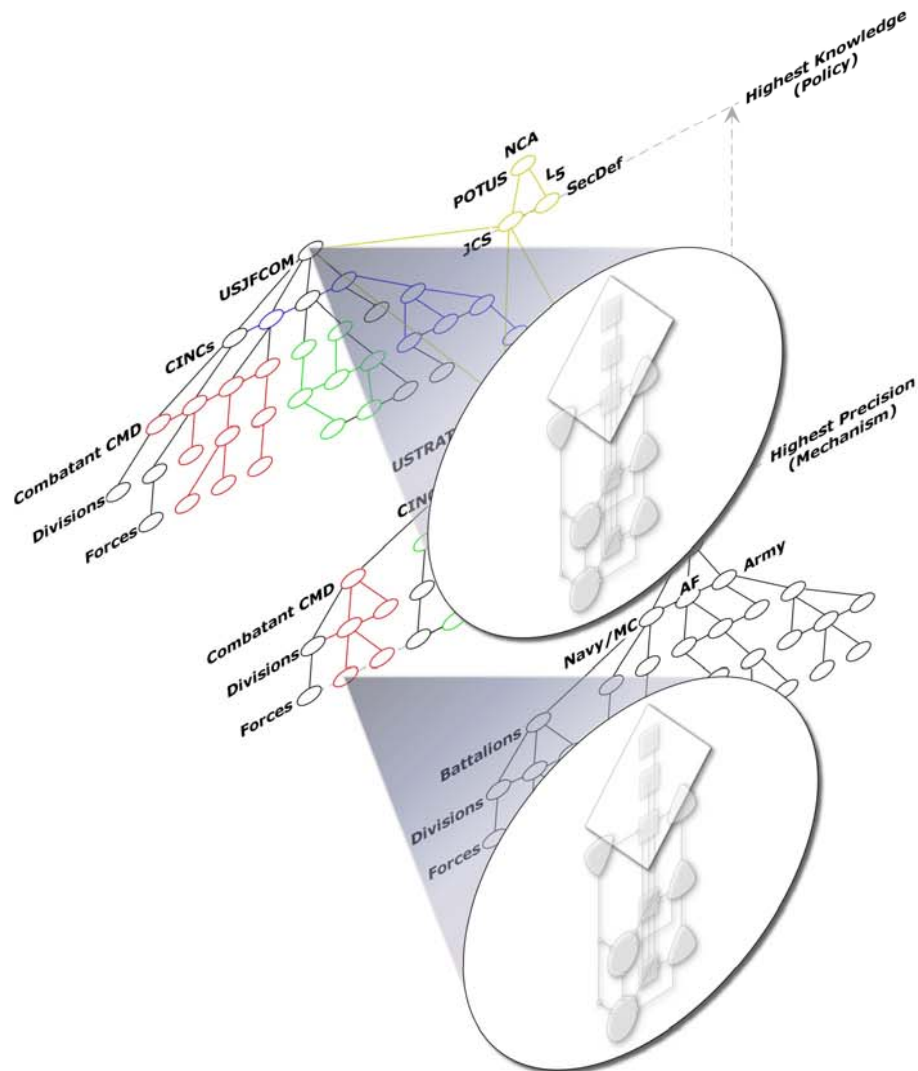 Highest Knowledge
(Policy)
NCA
POTUS
L5
SecDef
JCS
USJFCOM
CINCs
Combatant CMD
Divisions
Forces
Highest Precision
(Mechanism)
Combatant CMD
Divisions
Forces
Army
AF
Navy/MC
Battalions
Divisions
Forces